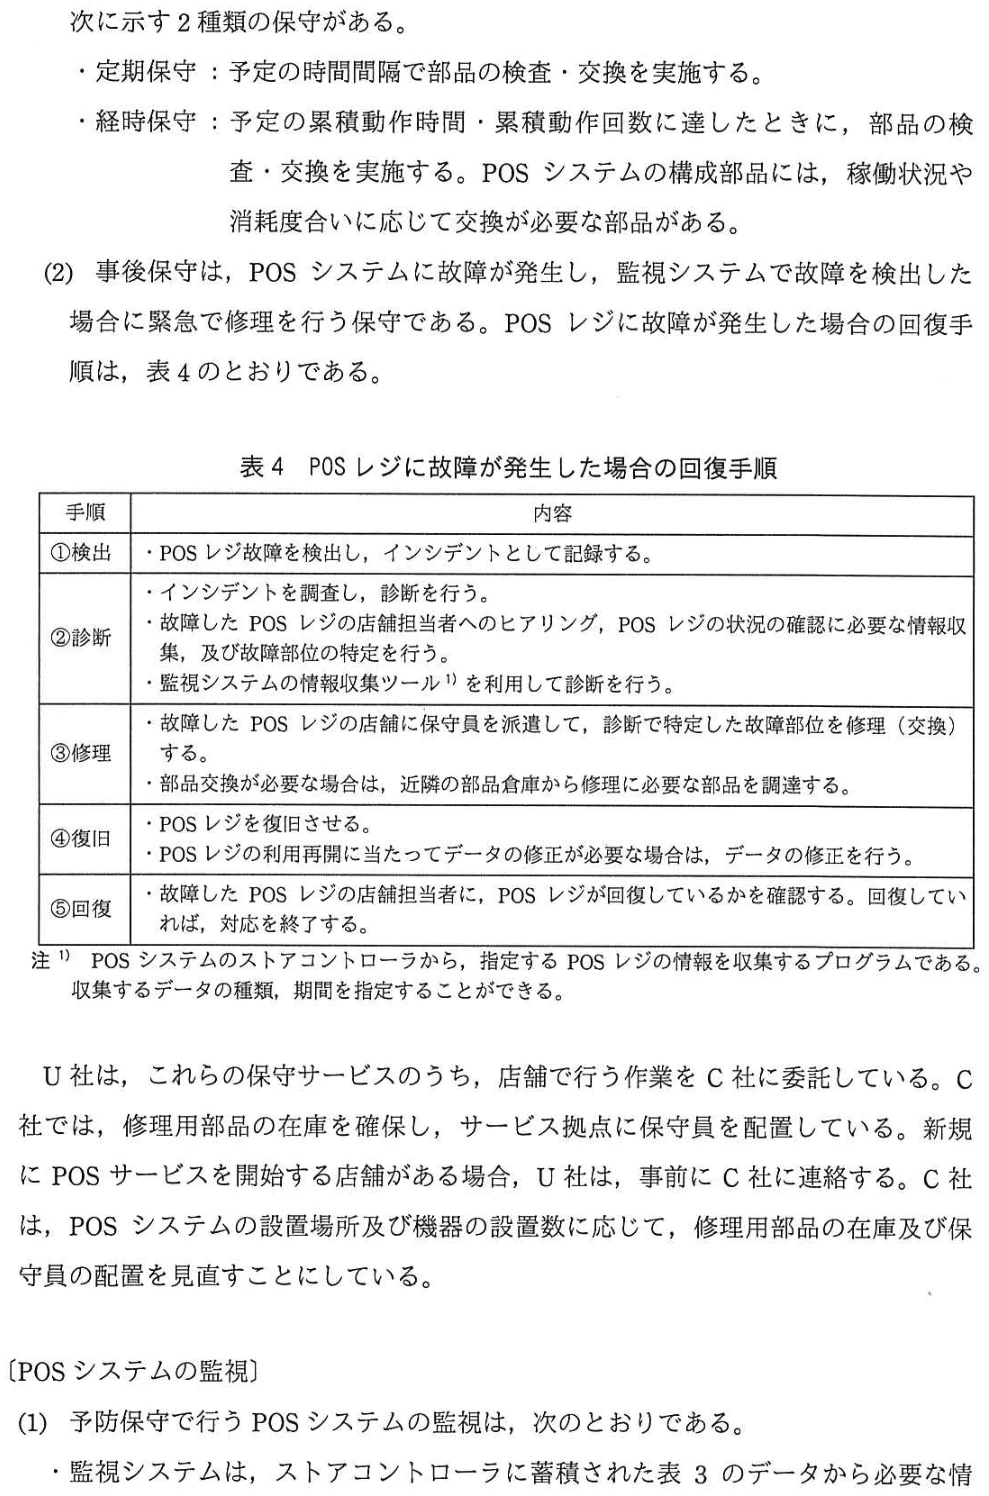 次に示す2種類の保守がある。
・定期保守：予定の時間間隔で部品の検査・交換を実施する。
・経時保守：予定の累積動作時間・累積動作回数に達したときに，部品の検
査・交換を実施する。POS システムの構成部品には，稼働状況や
消耗度合いに応じて交換が必要な部品がある。
(2) 事後保守は，POS システムに故障が発生し，監視システムで故障を検出した
場合に緊急で修理を行う保守である。POS レジに故障が発生した場合の回復手
順は，表4のとおりである。
表4 POS レジに故障が発生した場合の回復手順
手順 内容
①検出 ・POS レジ故障を検出し，インシデントとして記録する。
②診断 ・インシデントを調査し，診断を行う。
・故障した POS レジの店舗担当者へのヒアリング，POS レジの状況の確認に必要な情報収
集，及び故障部位の特定を行う。
・監視システムの情報収集ツール1) を利用して診断を行う。
③修理 ・故障した POS レジの店舗に保守員を派遣して，診断で特定した故障部位を修理（交換）
する。
・部品交換が必要な場合は，近隣の部品倉庫から修理に必要な部品を調達する。
④復旧 ・POS レジを復旧させる。
・POS レジの利用再開に当たってデータの修正が必要な場合は，データの修正を行う。
⑤回復 ・故障した POS レジの店舗担当者に，POS レジが回復しているかを確認する。回復してい
れば，対応を終了する。
注1) POS システムのストアコントローラから，指定する POS レジの情報を収集するプログラムである。
収集するデータの種類，期間を指定することができる。
U社は，これらの保守サービスのうち，店舗で行う作業を C 社に委託している。C
社では，修理用部品の在庫を確保し，サービス拠点に保守員を配置している。新規
に POS サービスを開始する店舗がある場合，U 社は，事前に C 社に連絡する。C 社
は，POS システムの設置場所及び機器の設置数に応じて，修理用部品の在庫及び保
守員の配置を見直すことにしている。
〔POS システムの監視〕
(1) 予防保守で行う POS システムの監視は，次のとおりである。
・監視システムは，ストアコントローラに蓄積された表 3 のデータから必要な情